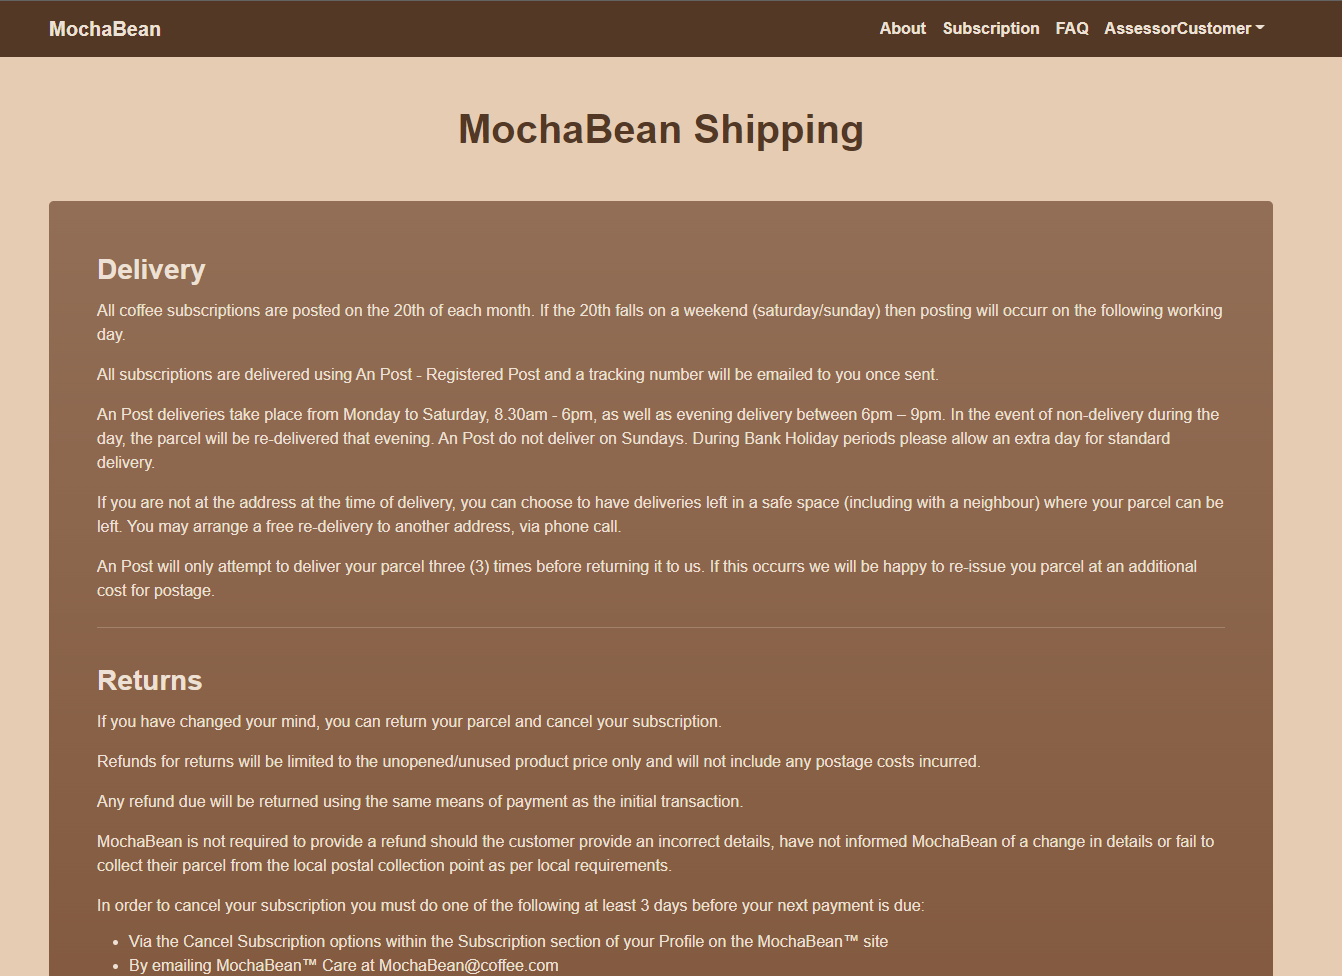 MochaBean
About Subscription FAQ AssessorCustomer
MochaBean Shipping
Delivery
All coffee subscriptions are posted on the 20th of each month. If the 20th falls on a weekend (saturday/sunday) then posting will occurr on the following working
day.
All subscriptions are delivered using An Post - Registered Post and a tracking number will be emailed to you once sent.
An Post deliveries take place from Monday to Saturday, 8.30am - 6pm, as well as evening delivery between 6pm – 9pm. In the event of non-delivery during the
day, the parcel will be re-delivered that evening. An Post do not deliver on Sundays. During Bank Holiday periods please allow an extra day for standard
delivery.
If you are not at the address at the time of delivery, you can choose to have deliveries left in a safe space (including with a neighbour) where your parcel can be
left. You may arrange a free re-delivery to another address, via phone call.
An Post will only attempt to deliver your parcel three (3) times before returning it to us. If this occurrs we will be happy to re-issue you parcel at an additional
cost for postage.
Returns
If you have changed your mind, you can return your parcel and cancel your subscription.
Refunds for returns will be limited to the unopened/unused product price only and will not include any postage costs incurred.
Any refund due will be returned using the same means of payment as the initial transaction.
MochaBean is not required to provide a refund should the customer provide an incorrect details, have not informed MochaBean of a change in details or fail to
collect their parcel from the local postal collection point as per local requirements.
In order to cancel your subscription you must do one of the following at least 3 days before your next payment is due:
• Via the Cancel Subscription options within the Subscription section of your Profile on the MochaBean™ site
• By emailing MochaBean™ Care at MochaBean@coffee.com